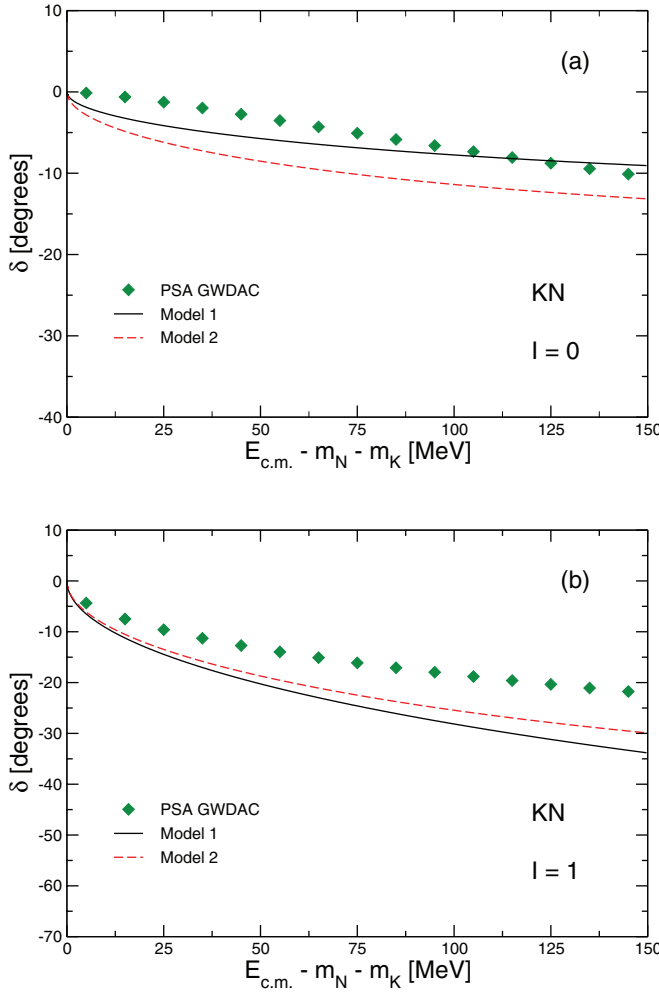 10
0
-10
-20
-30
-40
δ [degrees]
(a)
PSA GWDAC
Model 1
Model 2
KN
I = 0
0 25 50 75 100 125 150
E_c.m. - m_N - m_K [MeV]
10
0
-10
-20
-30
-40
-50
-60
-70
δ [degrees]
(b)
PSA GWDAC
Model 1
Model 2
KN
I = 1
0 25 50 75 100 125 150
E_c.m. - m_N - m_K [MeV]